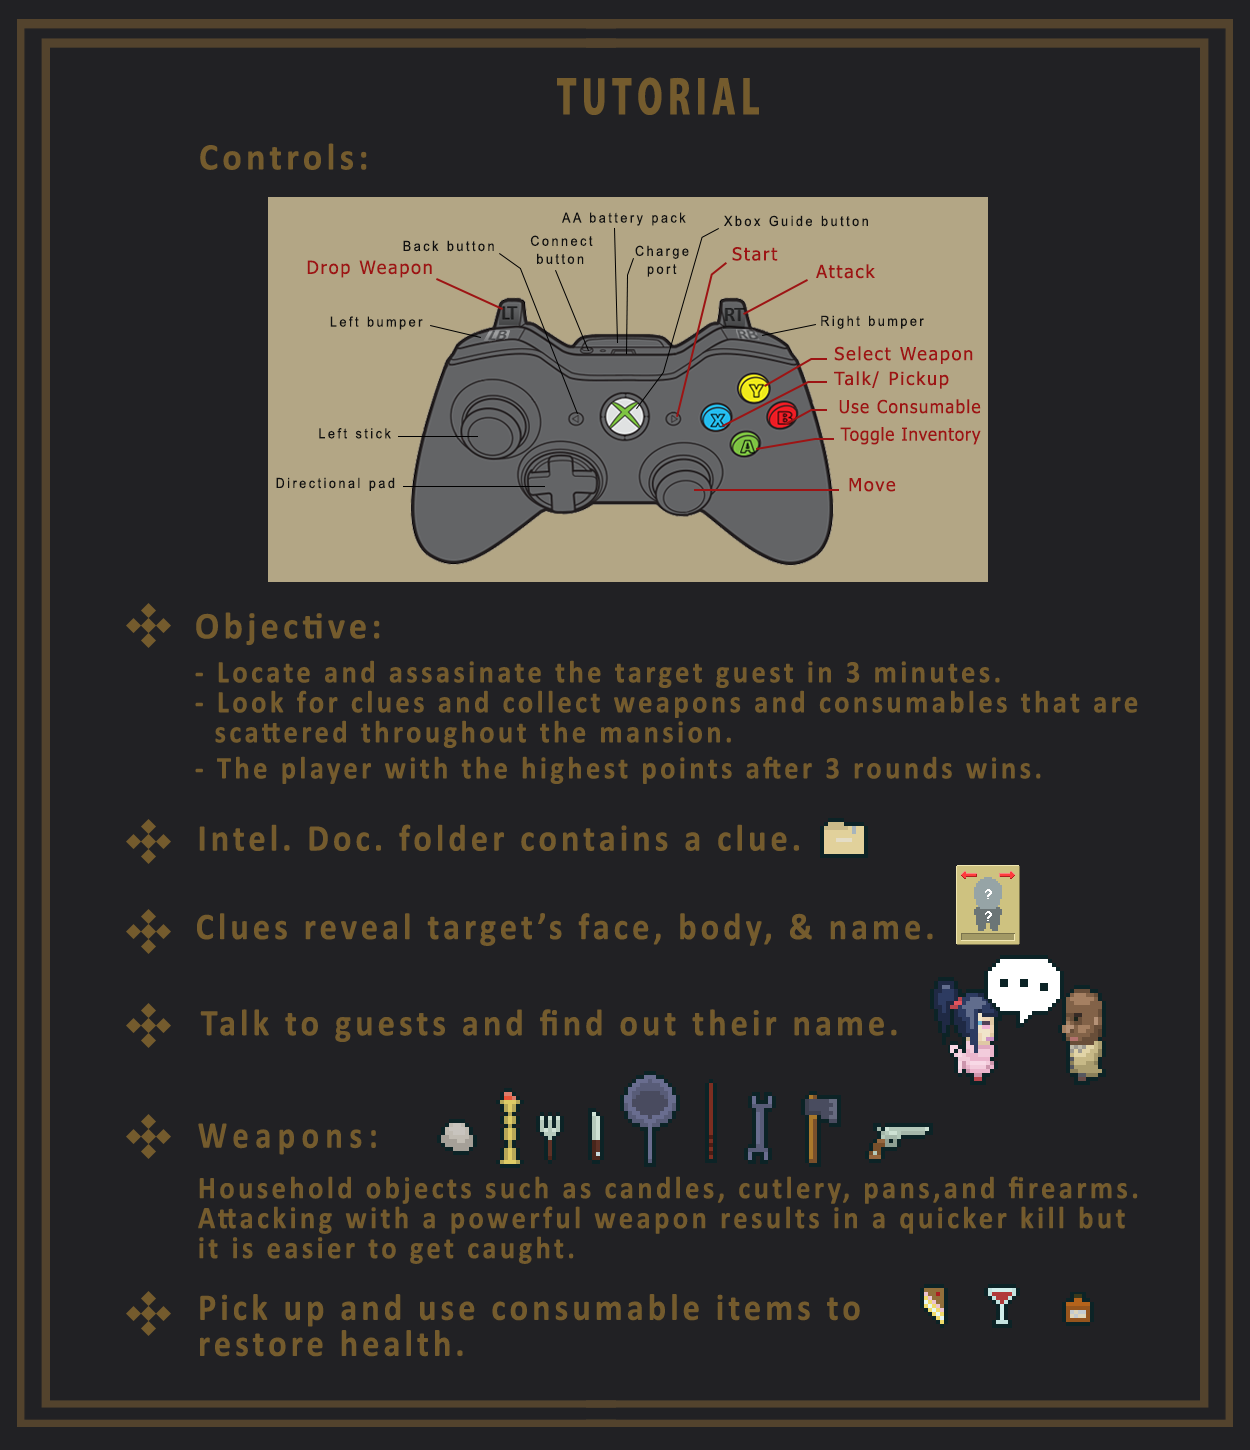 TUTORIAL
Controls:
AA battery pack
Xbox Guide button
Connect
button
Back button
Charge
port
Start
Drop Weapon
Attack
LT
RT
Left bumper
LB
RB
Right bumper
Select Weapon
Talk/ Pickup
Y
Use Consumable
X
B
Left stick
Toggle Inventory
A
Directional pad
Move
Objective:
- Locate and assasinate the target guest in 3 minutes.
- Look for clues and collect weapons and consumables that are
scattered throughout the mansion.
- The player with the highest points after 3 rounds wins.
Intel. Doc. folder contains a clue.
Clues reveal target’s face, body, & name.
?
?
Talk to guests and find out their name.
Weapons:
Household objects such as candles, cutlery, pans,and firearms.
Attacking with a powerful weapon results in a quicker kill but
it is easier to get caught.
Pick up and use consumable items to
restore health.